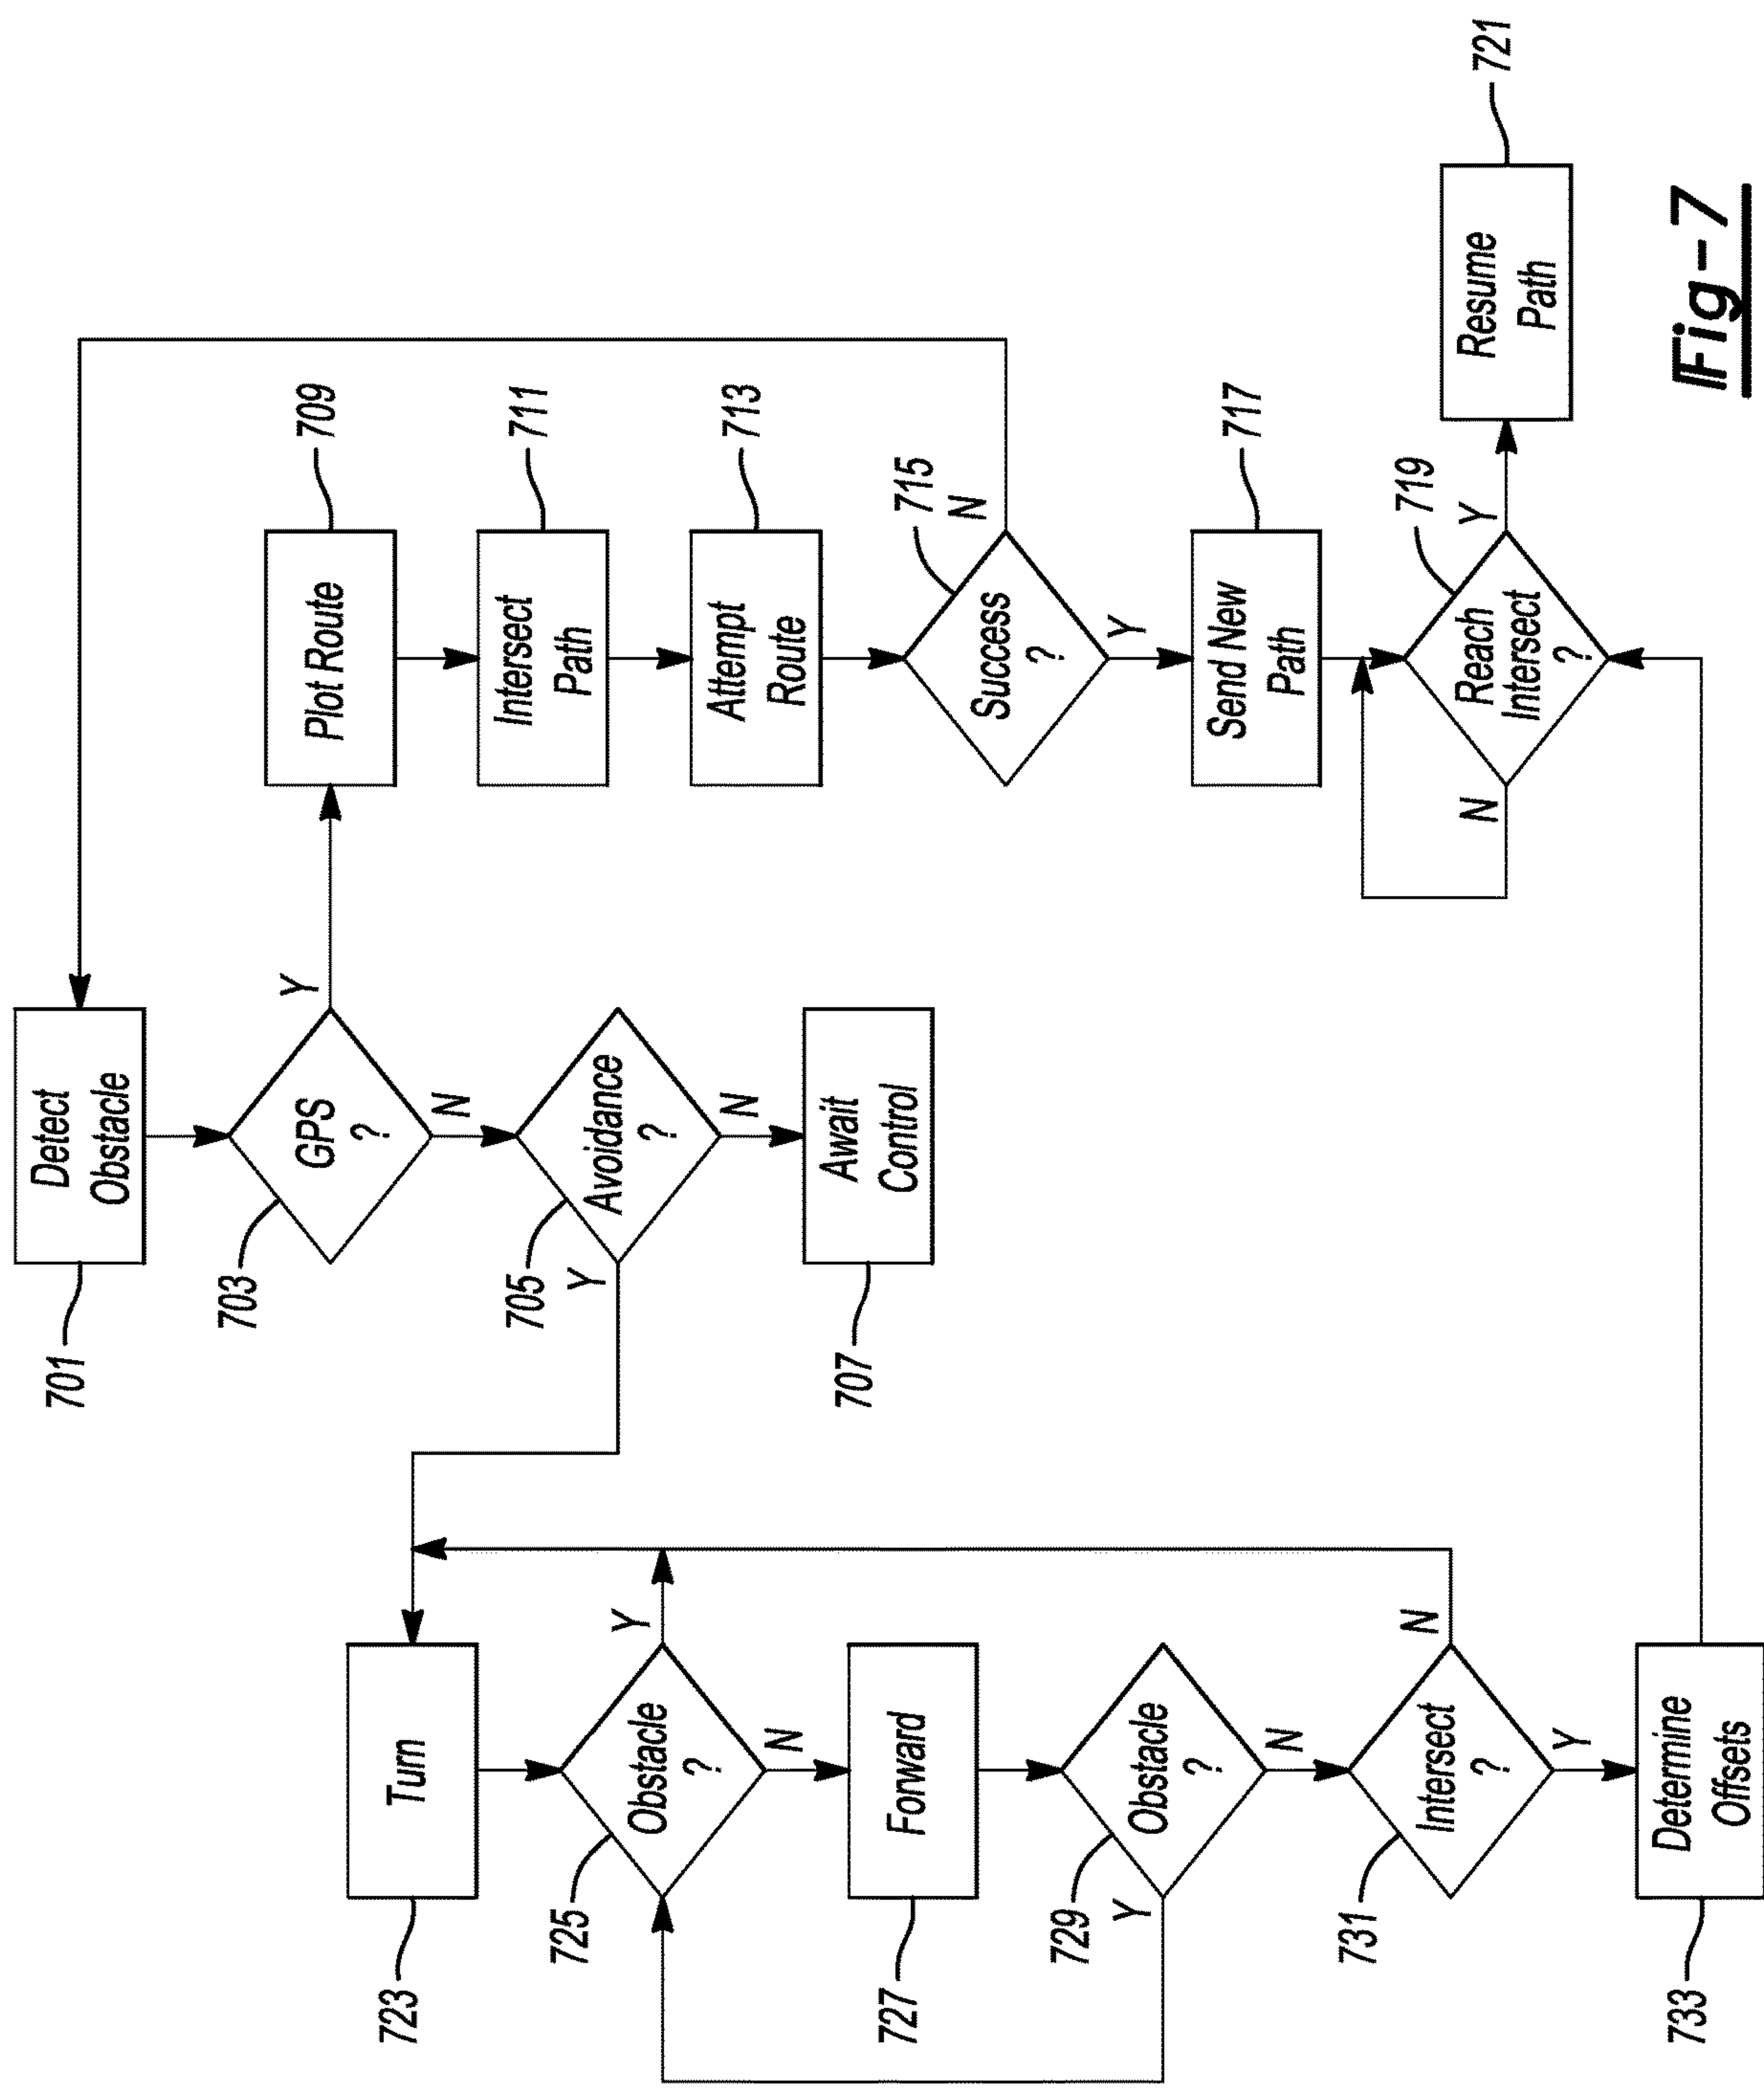 701
Detect
Obstacle
703
GPS
?
Y
N
705
Avoidance
?
Y
N
707
Await
Control
Plot Route
709
Intersect
Path
711
Attempt
Route
713
Success
?
715
N
Y
Send New
Path
717
Reach
Intersect
?
719
N
Y
Resume
Path
721
723
Turn
725
Obstacle
?
Y
N
727
Forward
729
Obstacle
?
Y
N
731
Intersect
?
N
Y
733
Determine
Offsets
Fig-7